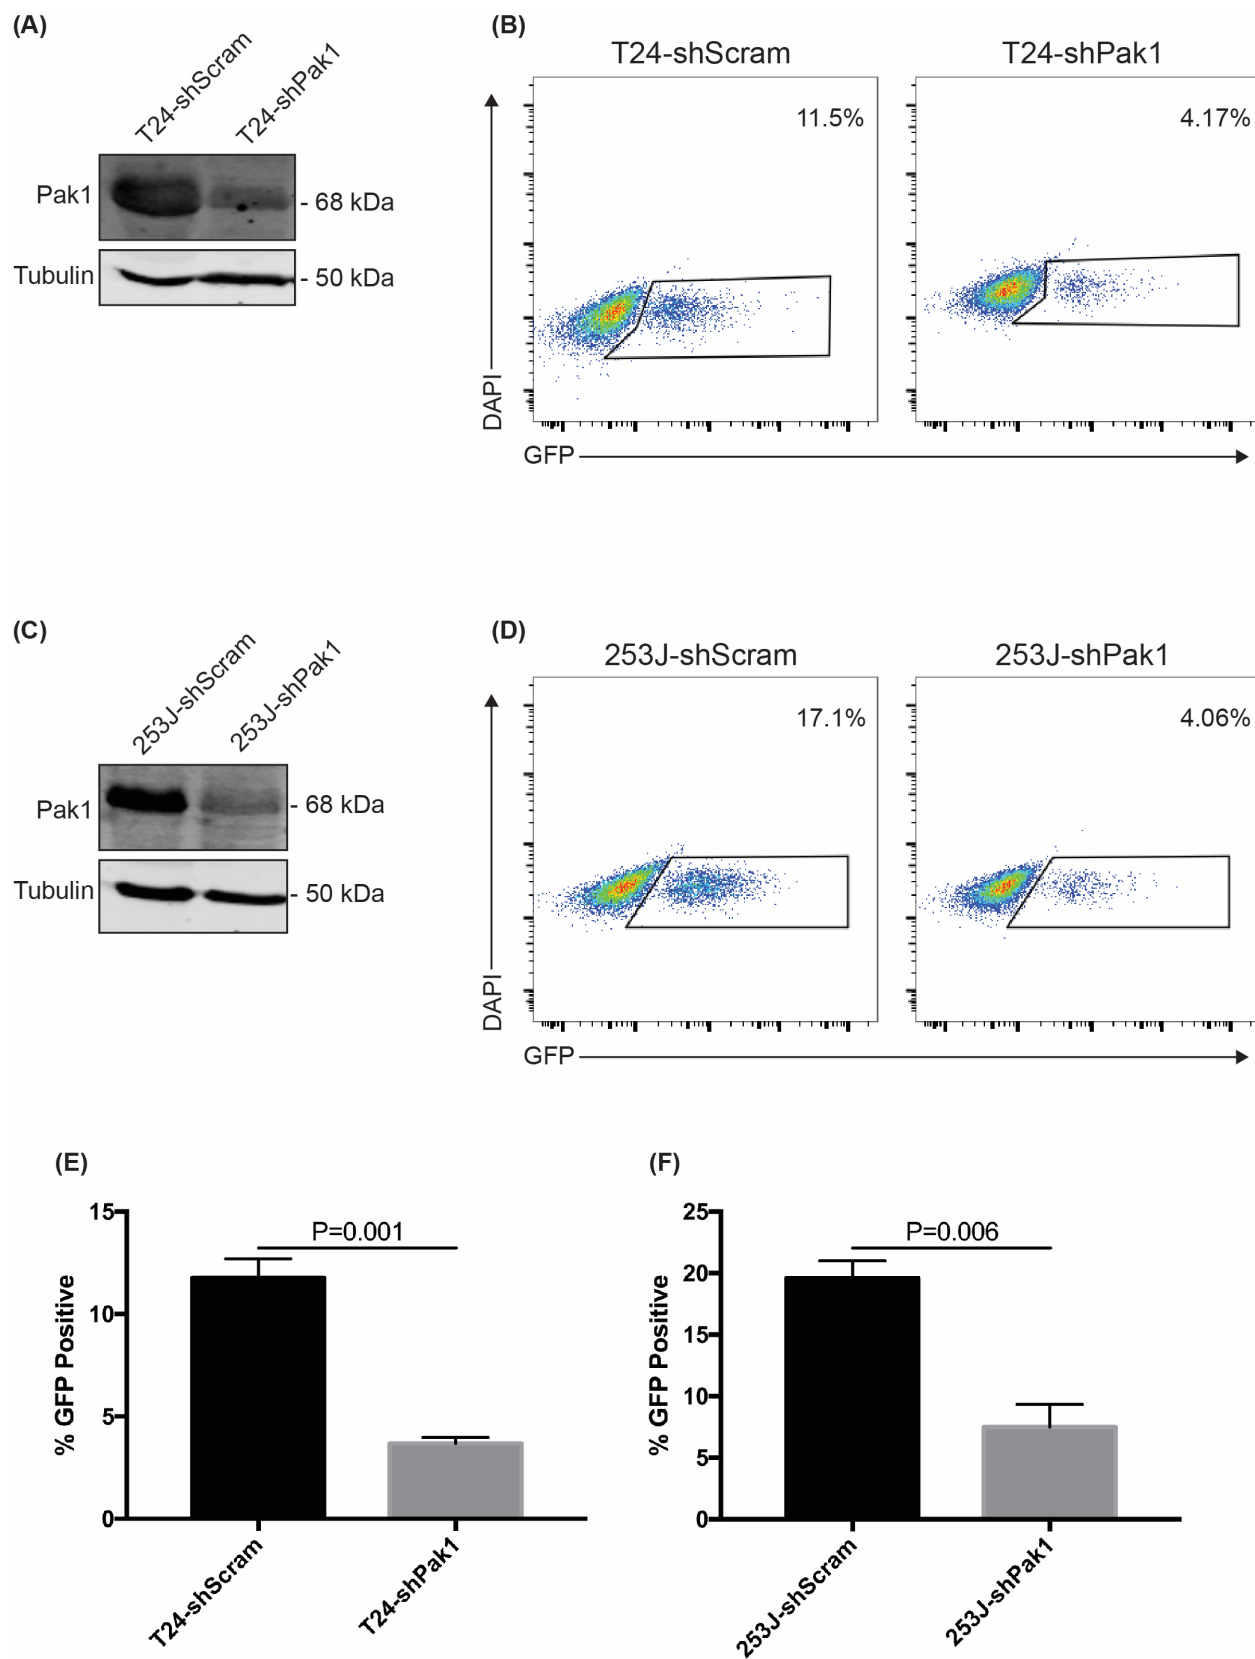 (A)
T24-shScram
T24-shPak1
Pak1
- 68 kDa
Tubulin
- 50 kDa
(B)
T24-shScram
11.5%
T24-shPak1
4.17%
DAPI
GFP
(C)
253J-shScram
253J-shPak1
Pak1
- 68 kDa
Tubulin
- 50 kDa
(D)
253J-shScram
17.1%
253J-shPak1
4.06%
DAPI
GFP
(E)
% GFP Positive
15
10
5
0
P=0.001
T24-shScram
T24-shPak1
(F)
% GFP Positive
25
20
15
10
5
0
P=0.006
253J-shScram
253J-shPak1